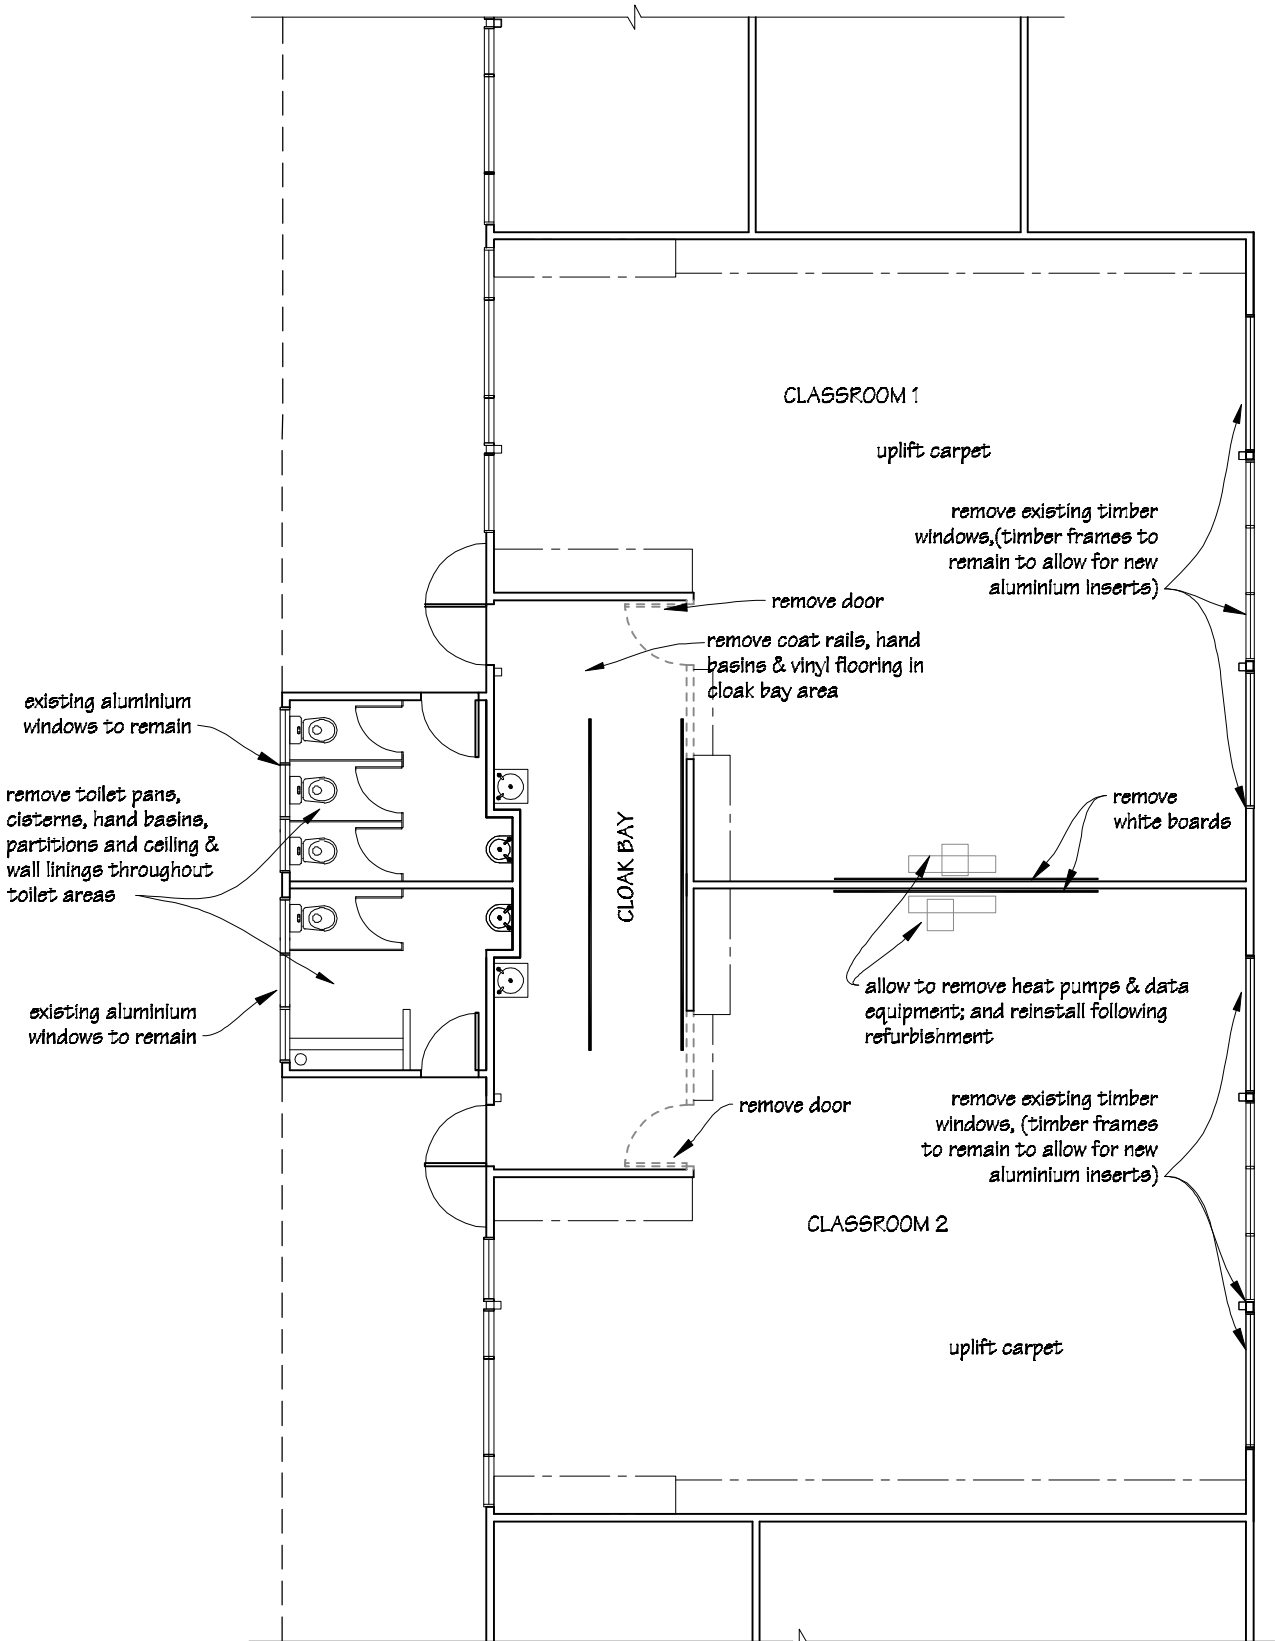 CLASSROOM 1
uplift carpet
remove existing timber
windows,(timber frames to
remain to allow for new
aluminium inserts)
remove door
remove coat rails, hand
basins & vinyl flooring in
cloak bay area
existing aluminium
windows to remain
remove toilet pans,
cisterns, hand basins,
partitions and ceiling &
wall linings throughout
toilet areas
CLOAK BAY
remove
white boards
existing aluminium
windows to remain
allow to remove heat pumps & data
equipment; and reinstall following
refurbishment
remove door
remove existing timber
windows, (timber frames
to remain to allow for new
aluminium inserts)
CLASSROOM 2
uplift carpet